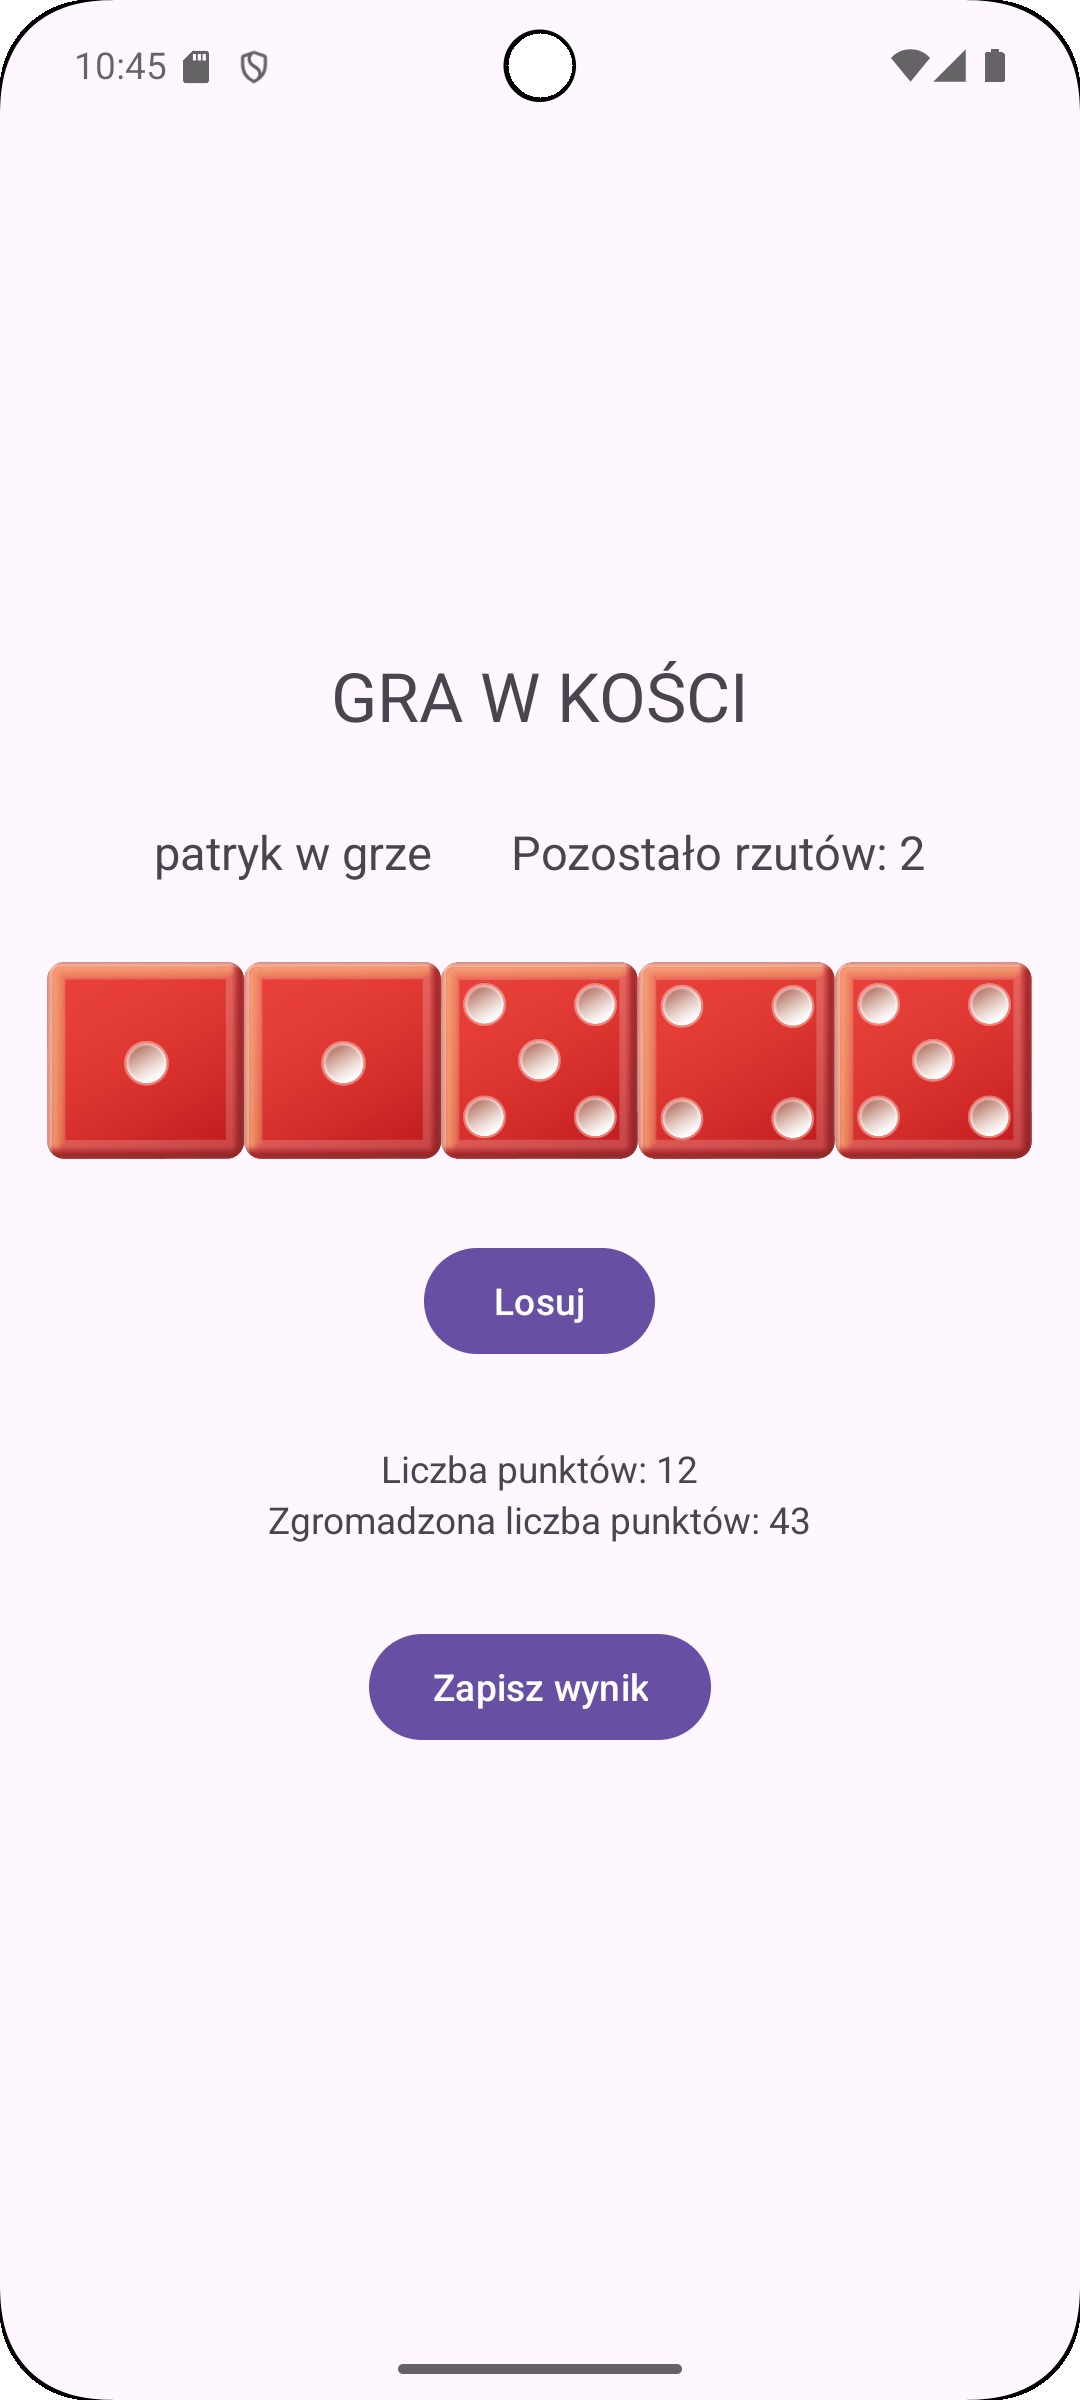 10:45
GRA W KOŚCI
patryk w grze Pozostało rzutów: 2
Losuj
Liczba punktów: 12
Zgromadzona liczba punktów: 43
Zapisz wynik